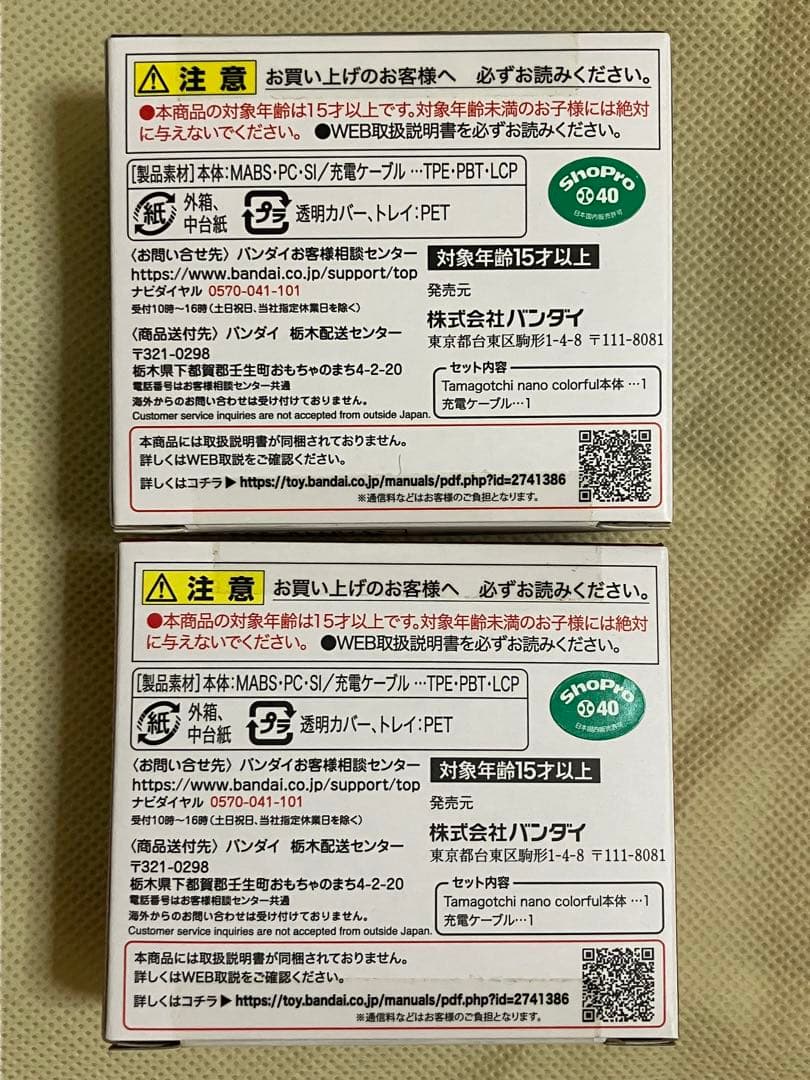 注意 お買い上げのお客様へ 必ずお読みください。
●本商品の対象年齢は15才以上です。対象年齢未満のお子様には絶対
に与えないでください。 ●WEB取扱説明書を必ずお読みください。
[製品素材]本体:MABS・PC・SI/充電ケーブル…TPE・PBT・LCP
紙 外箱、
中台紙
プラ 透明カバー、トレイ:PET
ShoPro
40
日本国内販売許可
〈お問い合せ先〉バンダイお客様相談センター
https://www.bandai.co.jp/support/top
ナビダイヤル 0570-041-101
受付10時〜16時(土日祝日、当社指定休業日を除く)
〈商品送付先〉バンダイ 栃木配送センター
〒321-0298
栃木県下都賀郡壬生町おもちゃのまち4-2-20
電話番号はお客様相談センター共通
海外からのお問い合わせは受け付けておりません。
Customer service inquiries are not accepted from outside Japan.
対象年齢15才以上
発売元
株式会社バンダイ
東京都台東区駒形1-4-8 〒111-8081
セット内容
Tamagotchi nano colorful本体…1
充電ケーブル…1
本商品には取扱説明書が同梱されておりません。
詳しくはWEB取説をご確認ください。
詳しくはコチラ▶https://toy.bandai.co.jp/manuals/pdf.php?id=2741386
※通信料などはお客様のご負担となります。
注意 お買い上げのお客様へ 必ずお読みください。
●本商品の対象年齢は15才以上です。対象年齢未満のお子様には絶対
に与えないでください。 ●WEB取扱説明書を必ずお読みください。
[製品素材]本体:MABS・PC・SI/充電ケーブル…TPE・PBT・LCP
紙 外箱、
中台紙
プラ 透明カバー、トレイ:PET
ShoPro
40
日本国内販売許可
〈お問い合せ先〉バンダイお客様相談センター
https://www.bandai.co.jp/support/top
ナビダイヤル 0570-041-101
受付10時〜16時(土日祝日、当社指定休業日を除く)
〈商品送付先〉バンダイ 栃木配送センター
〒321-0298
栃木県下都賀郡壬生町おもちゃのまち4-2-20
電話番号はお客様相談センター共通
海外からのお問い合わせは受け付けておりません。
Customer service inquiries are not accepted from outside Japan.
対象年齢15才以上
発売元
株式会社バンダイ
東京都台東区駒形1-4-8 〒111-8081
セット内容
Tamagotchi nano colorful本体…1
充電ケーブル…1
本商品には取扱説明書が同梱されておりません。
詳しくはWEB取説をご確認ください。
詳しくはコチラ▶https://toy.bandai.co.jp/manuals/pdf.php?id=2741386
※通信料などはお客様のご負担となります。